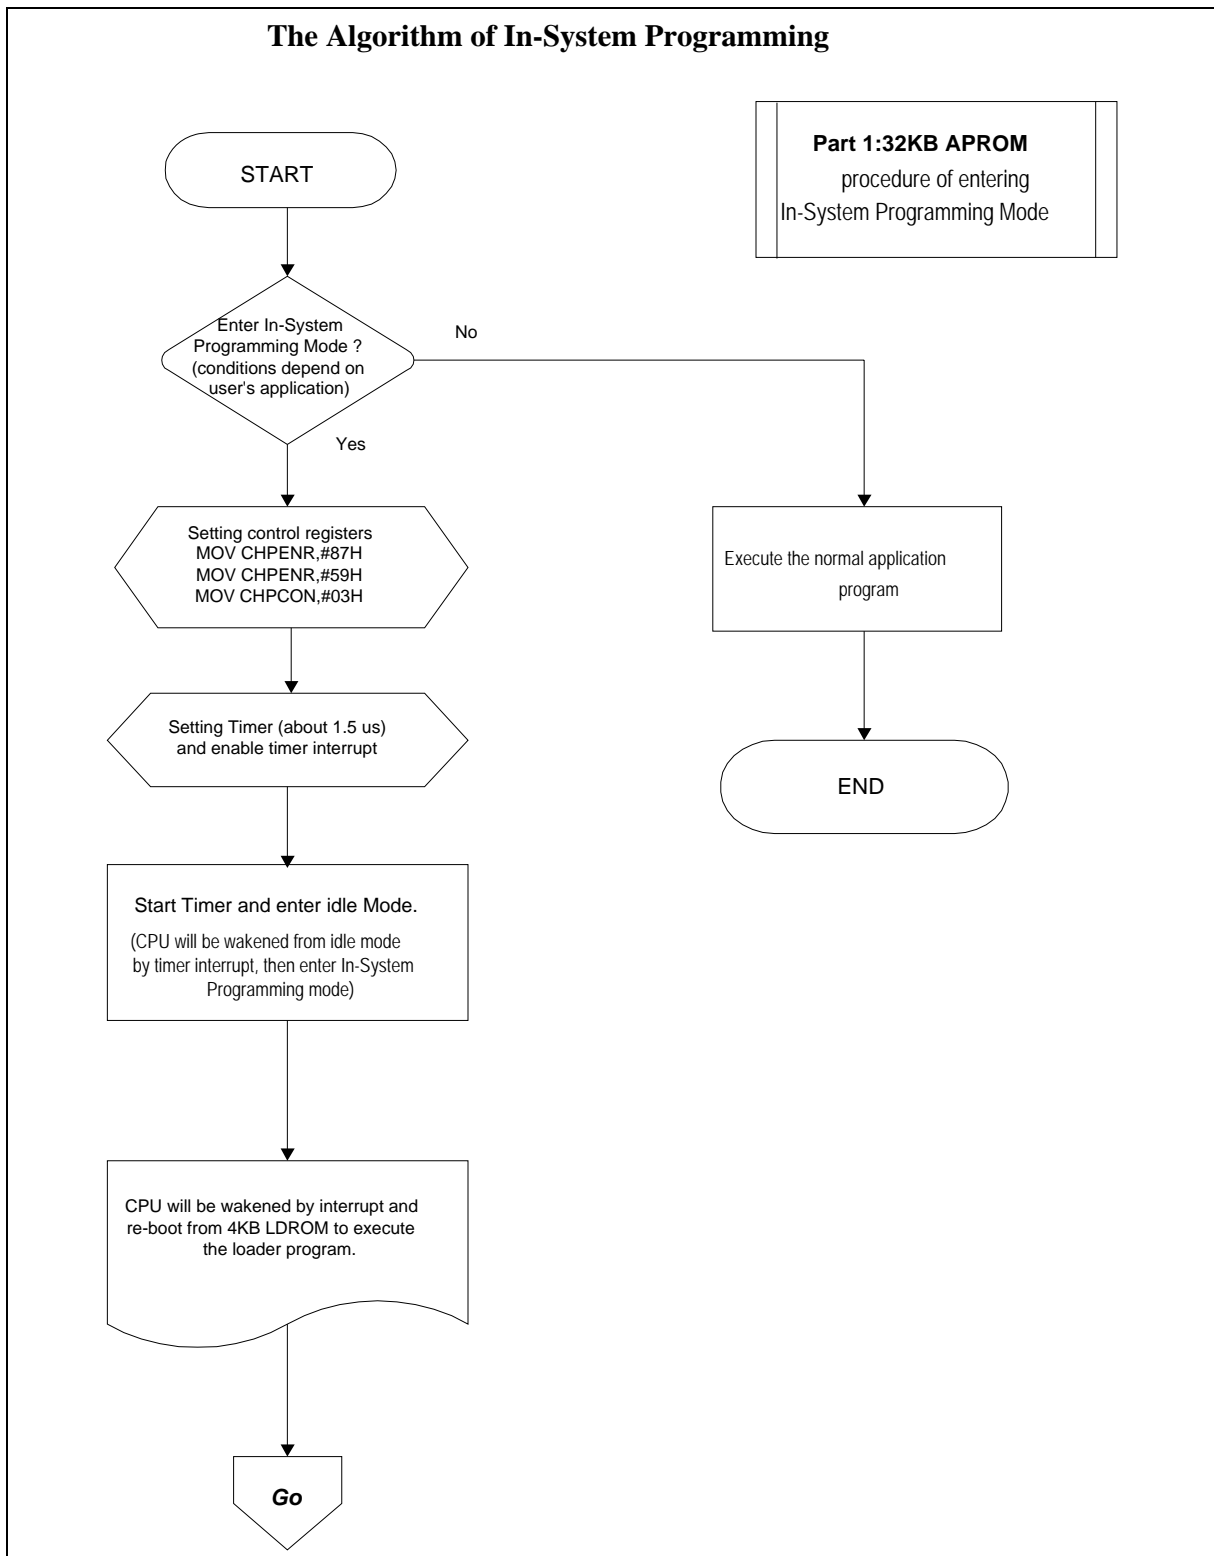 The Algorithm of In-System Programming
Part 1:32KB APROM
procedure of entering
In-System Programming Mode
START
Enter In-System
Programming Mode ?
(conditions depend on
user's application)
No
Yes
Setting control registers
MOV CHPENR,#87H
MOV CHPENR,#59H
MOV CHPCON,#03H
Execute the normal application
program
Setting Timer (about 1.5 us)
and enable timer interrupt
END
Start Timer and enter idle Mode.
(CPU will be wakened from idle mode
by timer interrupt, then enter In-System
Programming mode)
CPU will be wakened by interrupt and
re-boot from 4KB LDROM to execute
the loader program.
Go